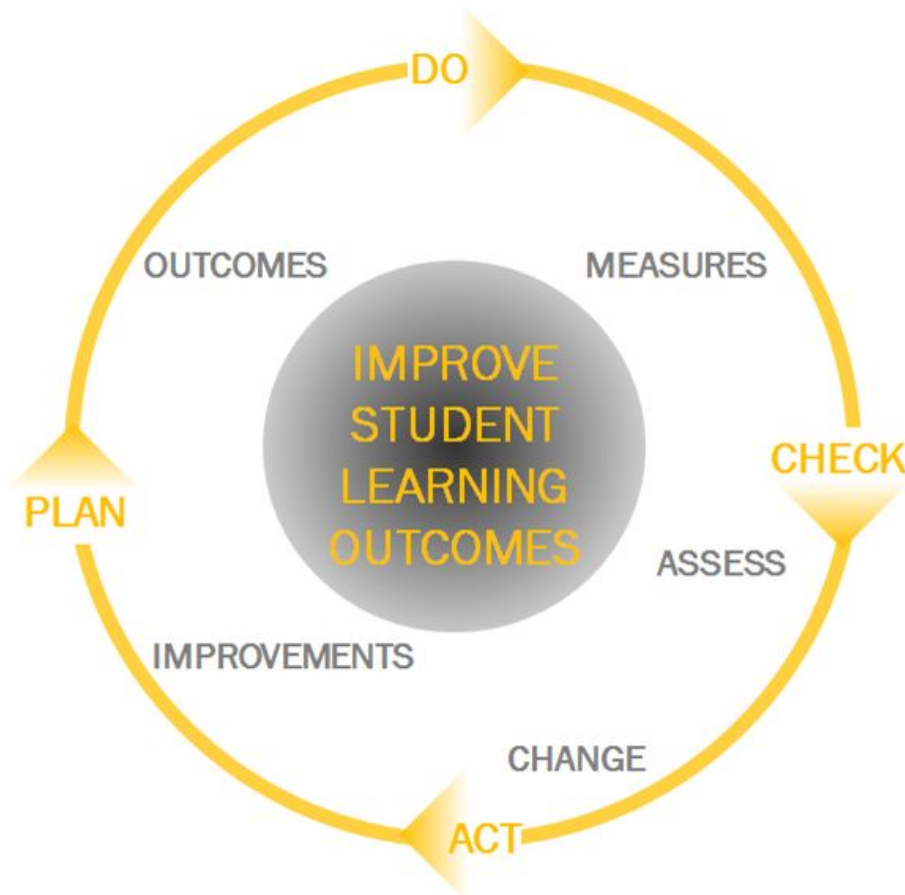 DO
OUTCOMES
MEASURES
IMPROVE
STUDENT
LEARNING
OUTCOMES
CHECK
PLAN
ASSESS
IMPROVEMENTS
CHANGE
ACT